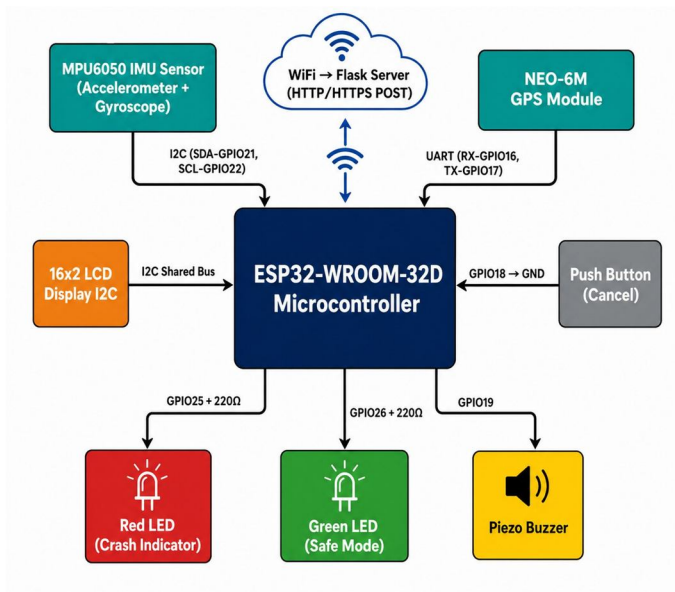 MPU6050 IMU Sensor
(Accelerometer +
Gyroscope)
WiFi → Flask Server
(HTTP/HTTPS POST)
NEO-6M
GPS Module
I2C (SDA-GPIO21,
SCL-GPIO22)
UART (RX-GPIO16,
TX-GPIO17)
16x2 LCD
Display I2C
I2C Shared Bus
ESP32-WROOM-32D
Microcontroller
GPIO18 → GND
Push Button
(Cancel)
GPIO25 + 220Ω
GPIO26 + 220Ω
GPIO19
Red LED
(Crash Indicator)
Green LED
(Safe Mode)
Piezo Buzzer